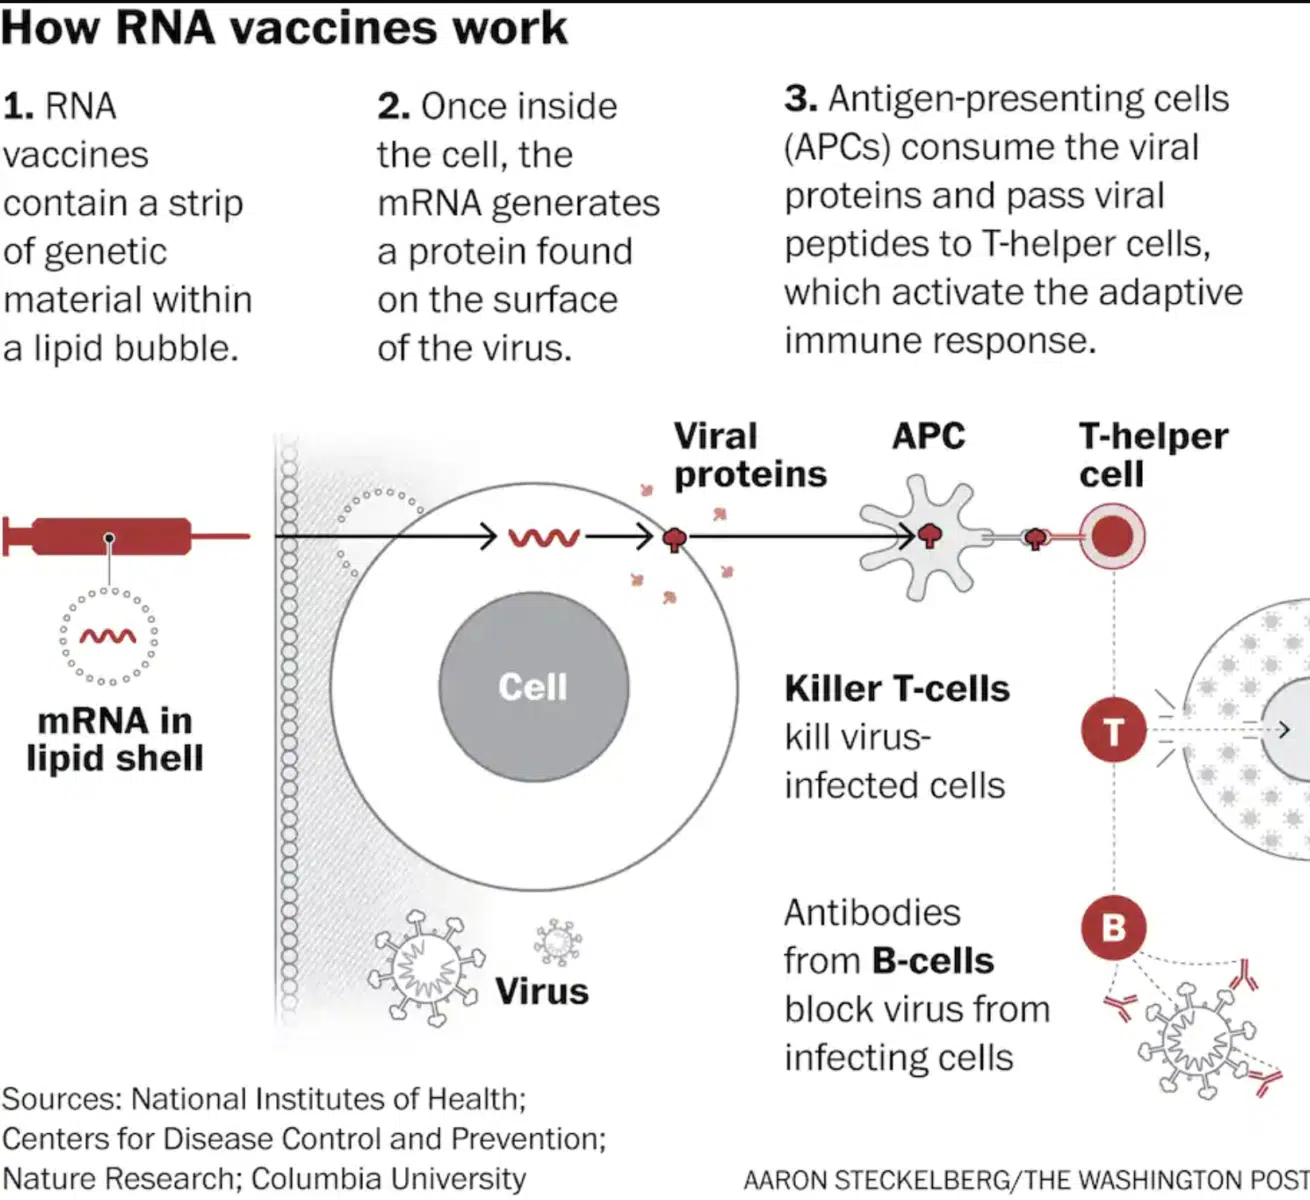 How RNA vaccines work
1. RNA
vaccines
contain a strip
of genetic
material within
a lipid bubble.
2. Once inside
the cell, the
mRNA generates
a protein found
on the surface
of the virus.
3. Antigen-presenting cells
(APCs) consume the viral
proteins and pass viral
peptides to T-helper cells,
which activate the adaptive
immune response.
Viral
proteins
APC
T-helper
cell
mRNA in
lipid shell
Cell
Virus
Killer T-cells
kill virus-
infected cells
T
Antibodies
from B-cells
block virus from
infecting cells
B
Sources: National Institutes of Health;
Centers for Disease Control and Prevention;
Nature Research; Columbia University
AARON STECKELBERG/THE WASHINGTON POST